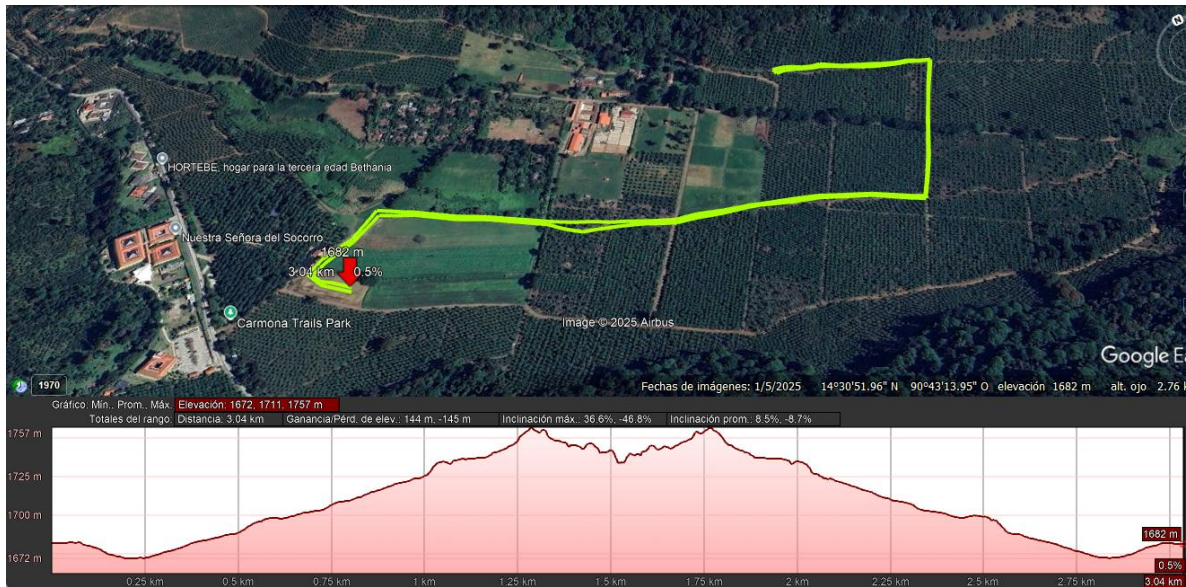 N
HORTEBE, hogar para la tercera edad Bethania
Nuestra Señora del Socorro
1682 m
3.04 km 0.5%
Carmona Trails Park
Image © 2025 Airbus
Google Ea
1970
Fechas de imágenes: 1/5/2025 14°30'51.96" N 90°43'13.95" O elevación 1682 m alt. ojo 2.76 k
Gráfico: Mín., Prom., Máx. Elevación: 1672, 1711, 1757 m
Totales del rango: Distancia: 3.04 km Ganancia/Pérd. de elev.: 144 m, -145 m Inclinación máx.: 36.6%, -46.8% Inclinación prom.: 8.5%, -8.7%
1757 m
1725 m
1700 m
1682 m
1672 m
0.5%
0.25 km 0.5 km 0.75 km 1 km 1.25 km 1.5 km 1.75 km 2 km 2.25 km 2.5 km 2.75 km 3.04 km